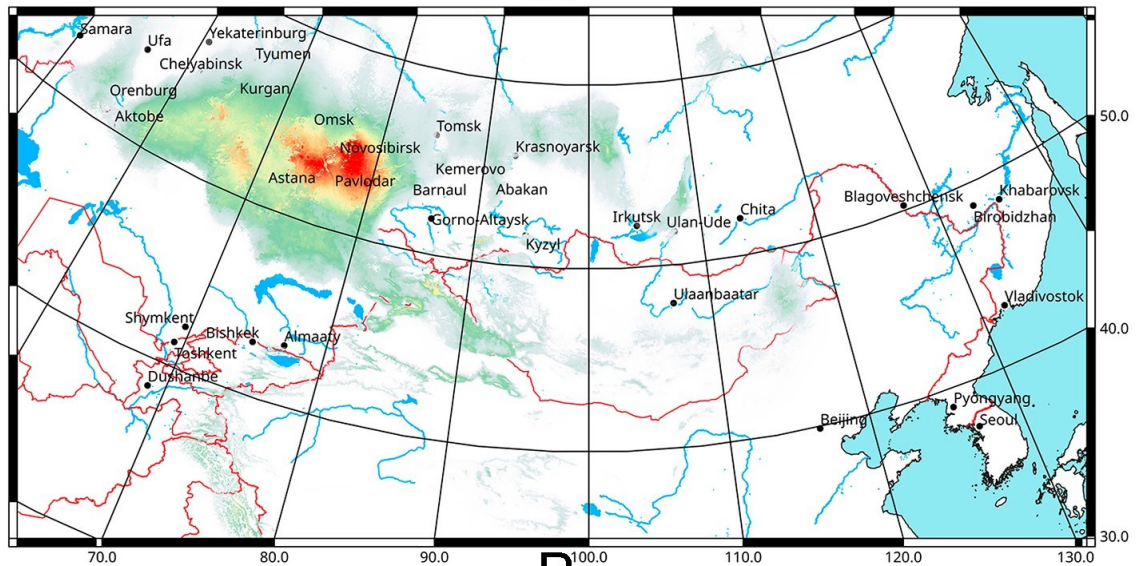 Samara
Ufa
Yekaterinburg
Tyumen
Chelyabinsk
Orenburg
Kurgan
Aktobe
Omsk
Tomsk
Novosibirsk
Krasnoyarsk
Kemerovo
Astana
Pavlodar
Barnaul
Abakan
Gorno-Altaysk
Kyzyl
Irkutsk
Ulan-Ude
Chita
Blagoveshchensk
Khabarovsk
Birobidzhan
Ulaanbaatar
Vladivostok
Shymkent
Bishkek
Almaaty
Toshkent
Dushanbe
Pyongyang
Beijing
Seoul
50.0
40.0
30.0
70.0
80.0
90.0
100.0
110.0
120.0
130.0